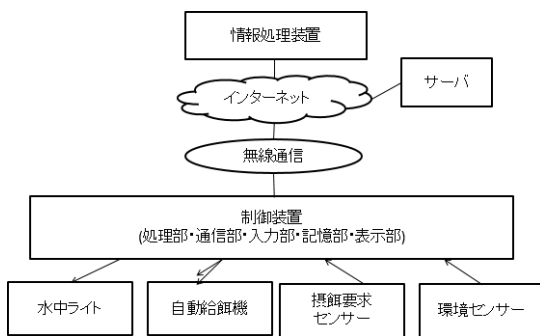 情報処理装置
インターネット
サーバ
無線通信
制御装置
(処理部・通信部・入力部・記憶部・表示部)
水中ライト
自動給餌機
摂餌要求
センサー
環境センサー